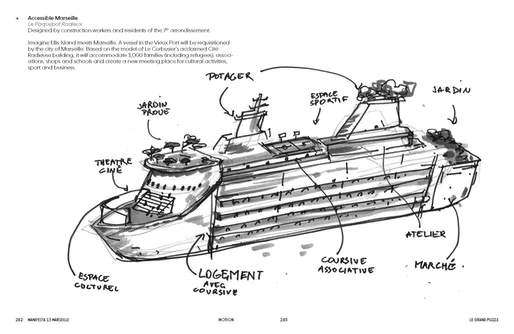 Accessible Marseille
Le Paquebot Radieux
Designed by construction workers and residents of the 7th arrondissement.
Imagine Ellis Island meets Marseille. A vessel in the Vieux Port will be requisitioned
by the city of Marseille. Based on the model of Le Corbusier's acclaimed Cité
Radieuse building, it will accommodate 1,000 families (including refugees), associ-
ations, shops and schools and create a new meeting place for cultural activities,
sport and business.
POTAGER
JARDIN
PRIVÉ
ESPACE
SPORTIF
JARDIN
THEATRE
CINE
ATELIER
ESPACE
CULTUREL
LOGEMENT
AVEC
COURSIVE
COURSIVE
ASSOCIATIVE
MARCHÉ
282 MANIFESTA 13 MARSEILLE
MOTION
283
LE GRAND PUZZLE